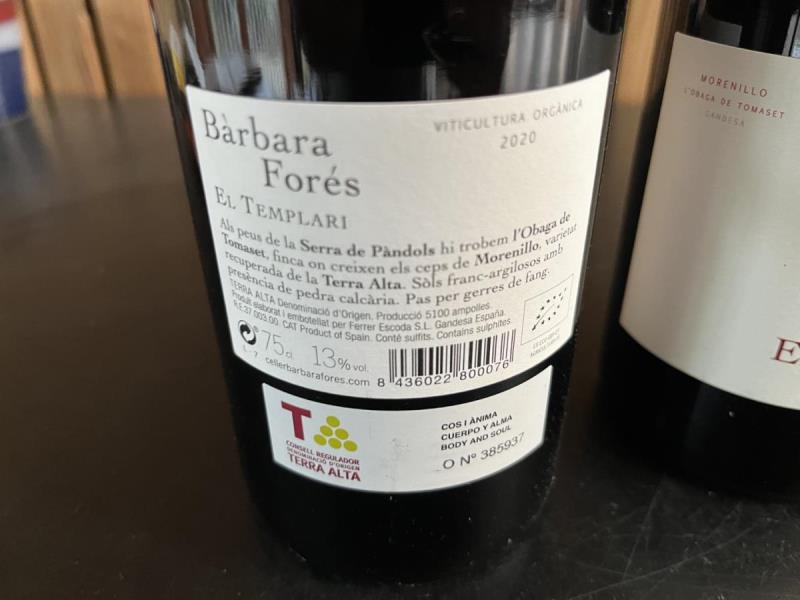 Bàrbara
Forés
EL TEMPLARI
VITICULTURA ORGÀNICA
2020
Als peus de la Serra de Pàndols hi trobem l'Obaga de
Tomaset, finca on creixen els ceps de Morenillo, varietat
recuperada de la Terra Alta. Sòls franc-argilosos amb
presència de pedra calcària. Pas per gerres de fang.
TERRA ALTA Denominació d'Origen. Producció 5100 ampolles.
Produït elaborat i embotellat per Ferrer Escoda S.L. Gandesa España.
R.E.37.003.00. CAT Product of Spain. Conté sulfits. Contains sulphites.
75cl 13% vol.
L-7 cellerbarbarafores.com
8 436022 800076
TA
CONSELL REGULADOR
DENOMINACIÓ D'ORIGEN
TERRA ALTA
COS I ÀNIMA
CUERPO Y ALMA
BODY AND SOUL
O Nº 385937
MORENILLO
L'OBAGA DE TOMASET
GANDESA
E